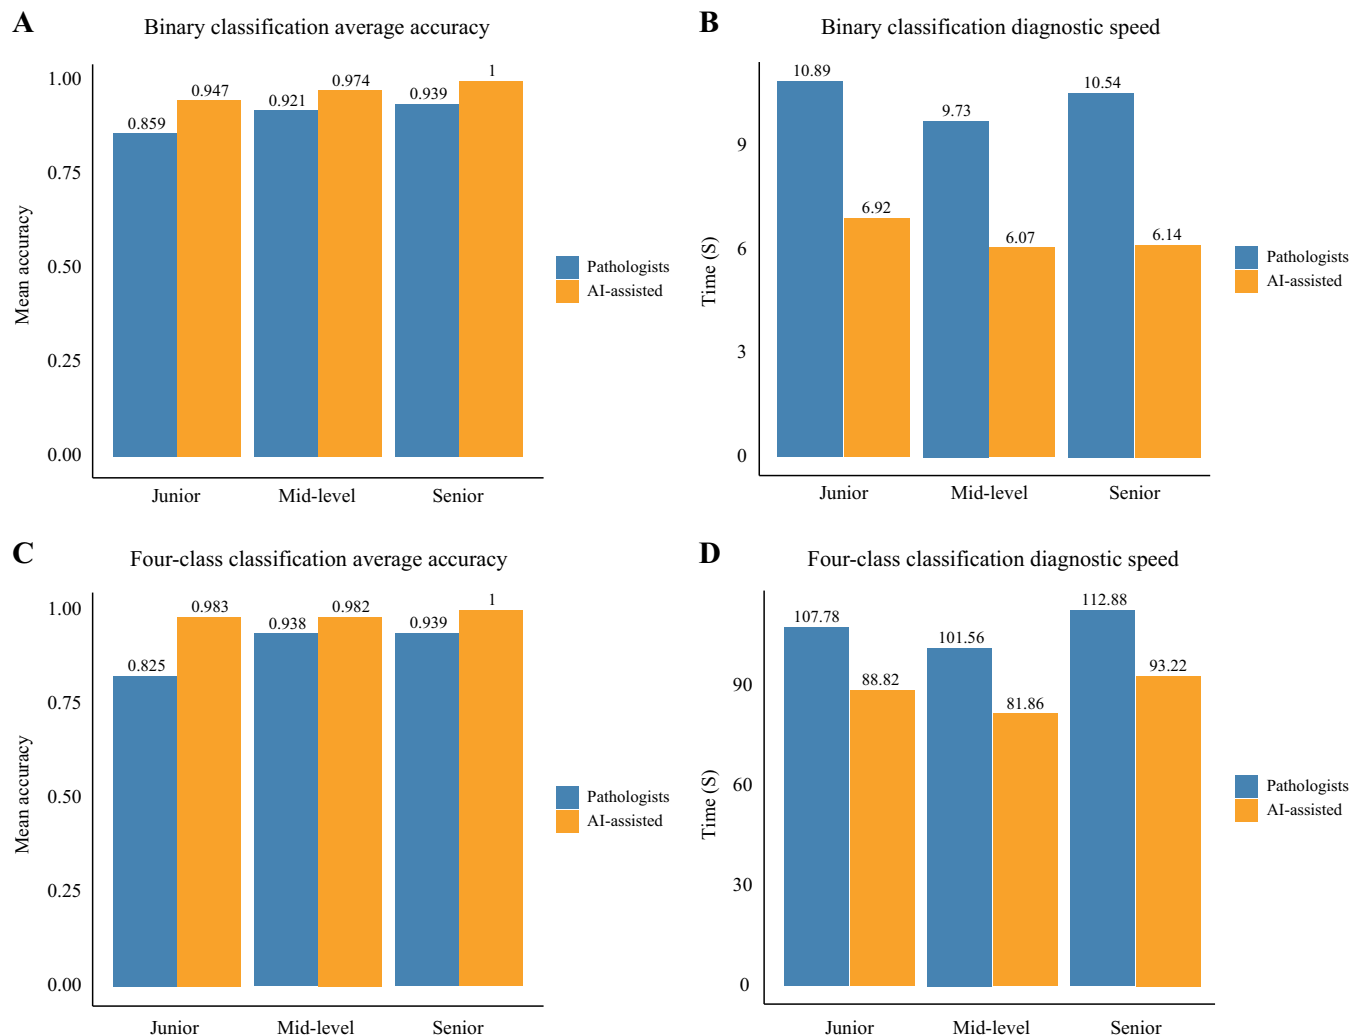 A
Binary classification average accuracy
Mean accuracy
1.00
0.75
0.50
0.25
0.00
0.859
0.947
0.921
0.974
0.939
1
Junior
Mid-level
Senior
Pathologists
AI-assisted
B
Binary classification diagnostic speed
Time (S)
9
6
3
0
10.89
6.92
9.73
6.07
10.54
6.14
Junior
Mid-level
Senior
Pathologists
AI-assisted
C
Four-class classification average accuracy
Mean accuracy
1.00
0.75
0.50
0.25
0.00
0.825
0.983
0.938
0.982
0.939
1
Junior
Mid-level
Senior
Pathologists
AI-assisted
D
Four-class classification diagnostic speed
Time (S)
90
60
30
0
107.78
88.82
101.56
81.86
112.88
93.22
Junior
Mid-level
Senior
Pathologists
AI-assisted